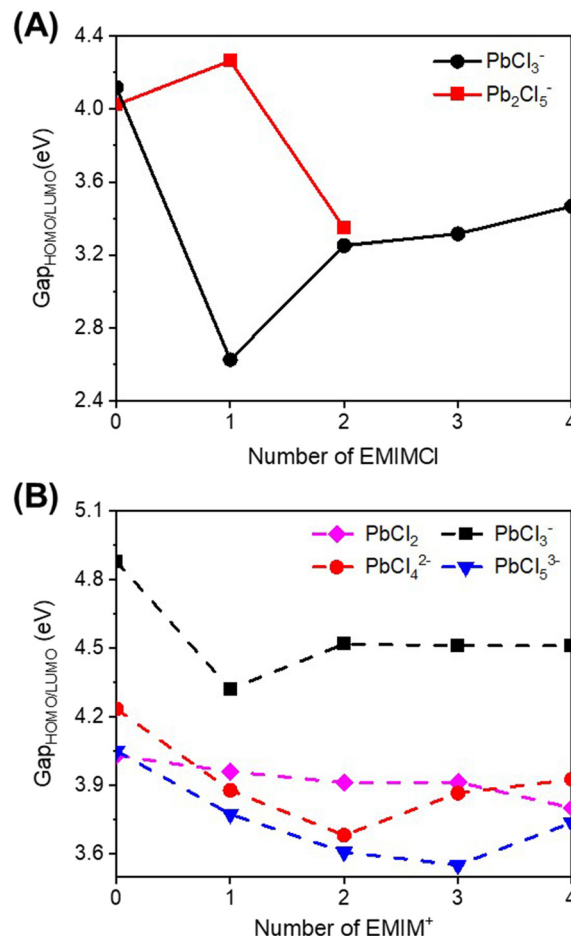 (A)
4.4
4.0
3.6
3.2
2.8
2.4
Gap_HOMO/LUMO(eV)
PbCl₃⁻
Pb₂Cl₅⁻
0 1 2 3 4
Number of EMIMCl
(B)
5.1
4.8
4.5
4.2
3.9
3.6
Gap_HOMO/LUMO (eV)
PbCl₂ PbCl₃⁻
PbCl₄²⁻ PbCl₅³⁻
0 1 2 3 4
Number of EMIM⁺